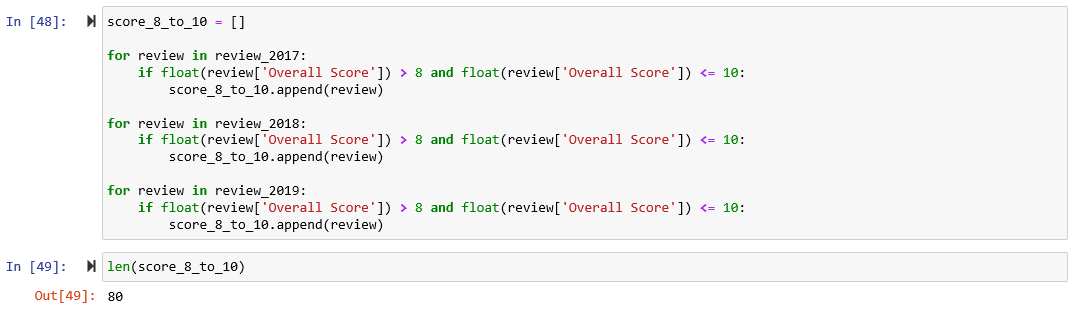 In [48]:
score_8_to_10 = []

for review in review_2017:
    if float(review['Overall Score']) > 8 and float(review['Overall Score']) <= 10:
        score_8_to_10.append(review)

for review in review_2018:
    if float(review['Overall Score']) > 8 and float(review['Overall Score']) <= 10:
        score_8_to_10.append(review)

for review in review_2019:
    if float(review['Overall Score']) > 8 and float(review['Overall Score']) <= 10:
        score_8_to_10.append(review)

In [49]:
len(score_8_to_10)
Out[49]: 80